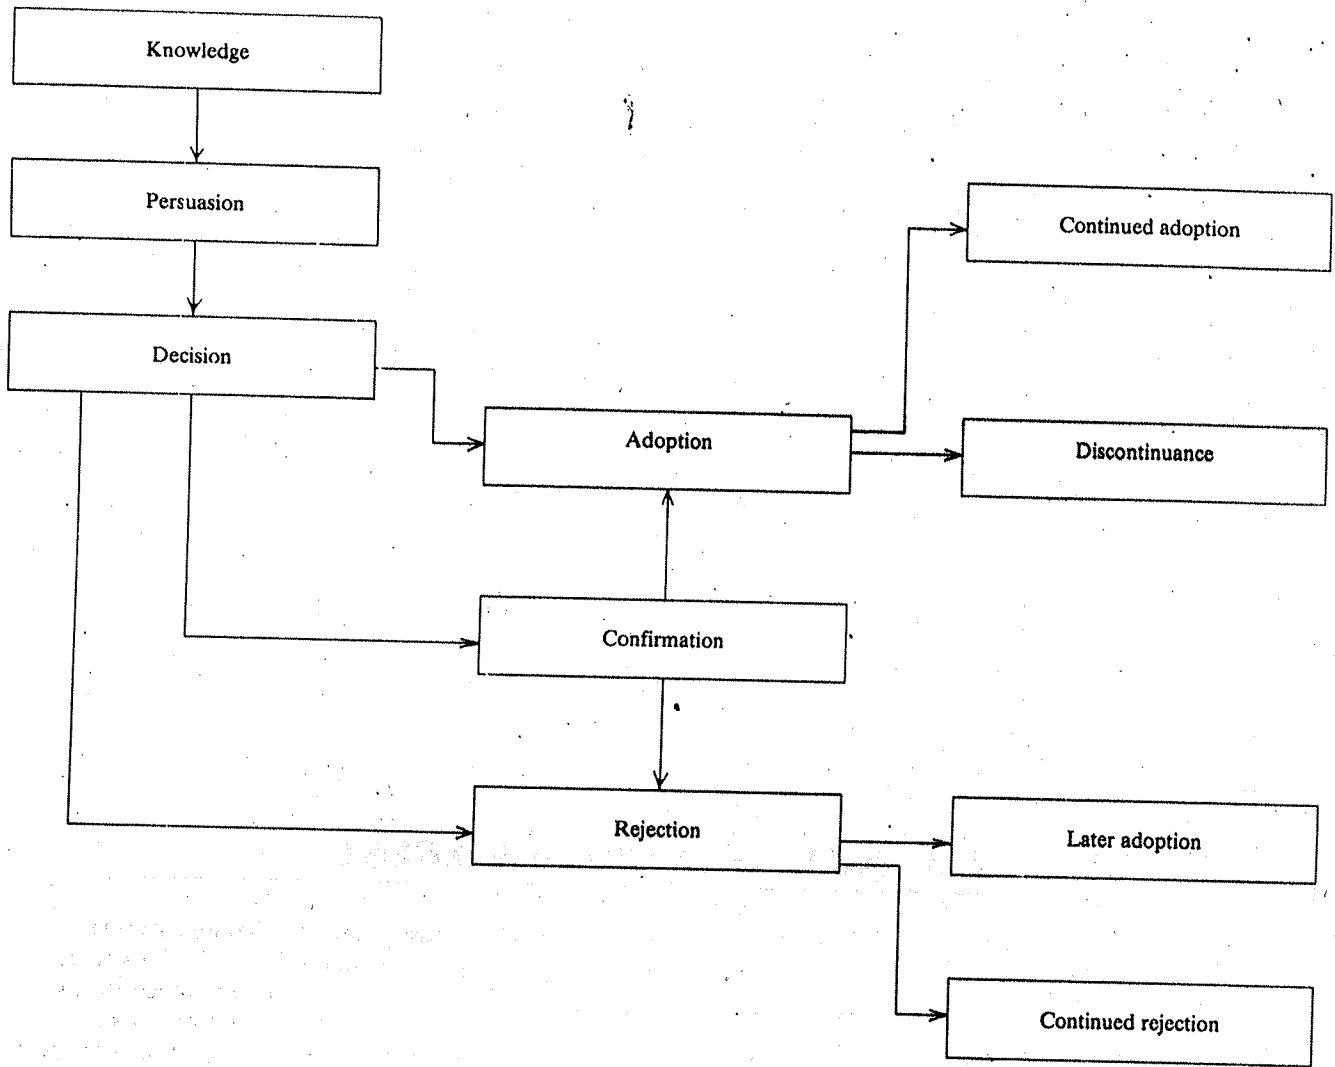 Knowledge
Persuasion
Continued adoption
Decision
Adoption
Discontinuance
Confirmation
Rejection
Later adoption
Continued rejection